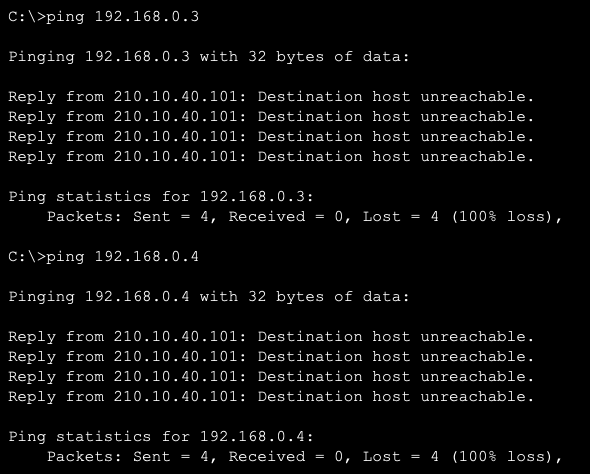 C:\>ping 192.168.0.3
Pinging 192.168.0.3 with 32 bytes of data:
Reply from 210.10.40.101: Destination host unreachable.
Reply from 210.10.40.101: Destination host unreachable.
Reply from 210.10.40.101: Destination host unreachable.
Reply from 210.10.40.101: Destination host unreachable.
Ping statistics for 192.168.0.3:
    Packets: Sent = 4, Received = 0, Lost = 4 (100% loss),
C:\>ping 192.168.0.4
Pinging 192.168.0.4 with 32 bytes of data:
Reply from 210.10.40.101: Destination host unreachable.
Reply from 210.10.40.101: Destination host unreachable.
Reply from 210.10.40.101: Destination host unreachable.
Reply from 210.10.40.101: Destination host unreachable.
Ping statistics for 192.168.0.4:
    Packets: Sent = 4, Received = 0, Lost = 4 (100% loss),